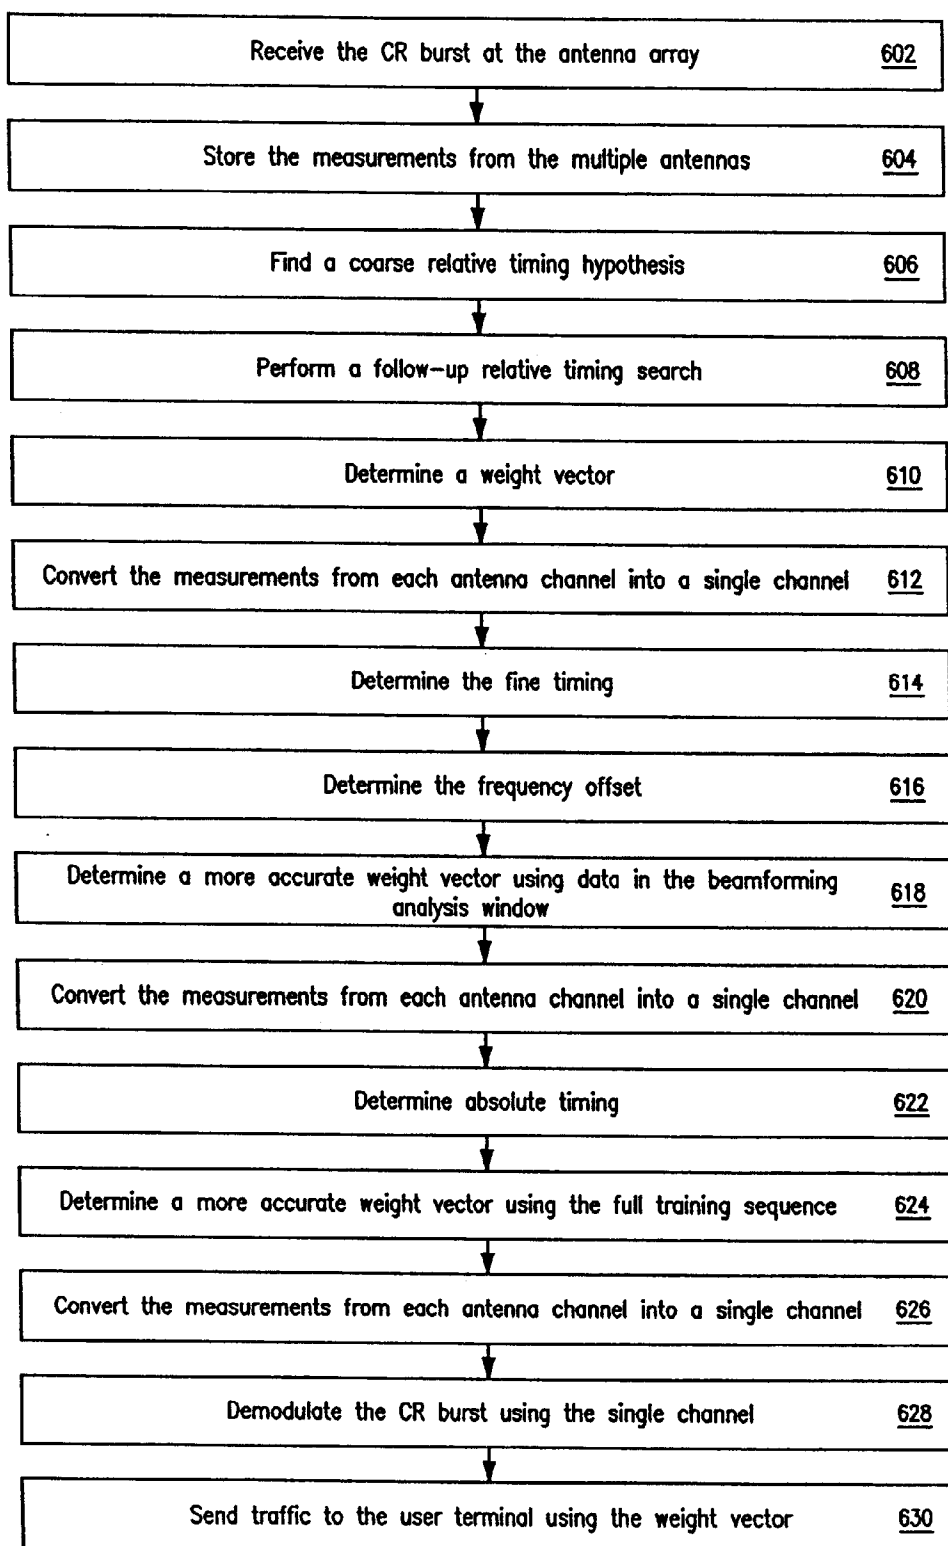 Receive the CR burst at the antenna array 602
Store the measurements from the multiple antennas 604
Find a coarse relative timing hypothesis 606
Perform a follow-up relative timing search 608
Determine a weight vector 610
Convert the measurements from each antenna channel into a single channel 612
Determine the fine timing 614
Determine the frequency offset 616
Determine a more accurate weight vector using data in the beamforming
analysis window 618
Convert the measurements from each antenna channel into a single channel 620
Determine absolute timing 622
Determine a more accurate weight vector using the full training sequence 624
Convert the measurements from each antenna channel into a single channel 626
Demodulate the CR burst using the single channel 628
Send traffic to the user terminal using the weight vector 630